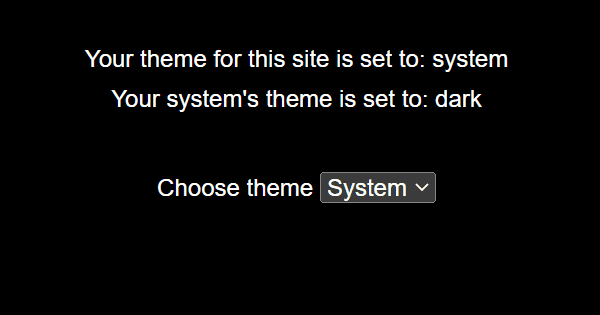 Your theme for this site is set to: system
Your system's theme is set to: dark
Choose theme System